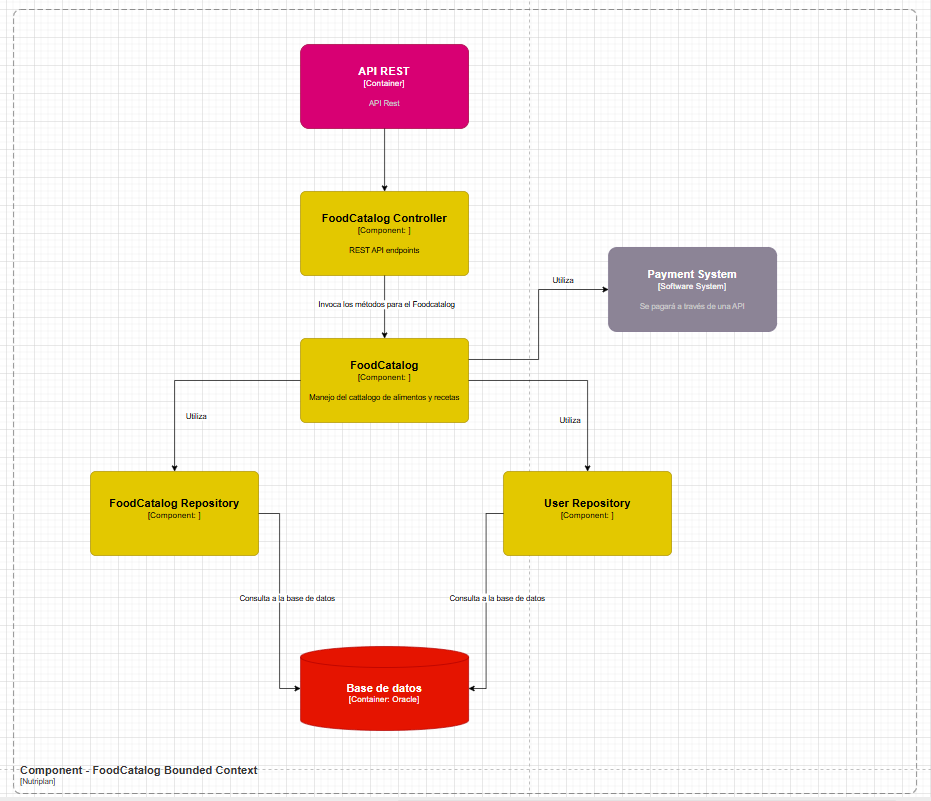 API REST
[Container]
API Rest
FoodCatalog Controller
[Component: ]
REST API endpoints
Payment System
[Software System]
Se pagará a través de una API
Utiliza
Invoca los métodos para el Foodcatalog
FoodCatalog
[Component: ]
Manejo del cattalogo de alimentos y recetas
Utiliza
Utiliza
FoodCatalog Repository
[Component: ]
User Repository
[Component: ]
Consulta a la base de datos
Consulta a la base de datos
Base de datos
[Container: Oracle]
Component - FoodCatalog Bounded Context
[Nutriplan]